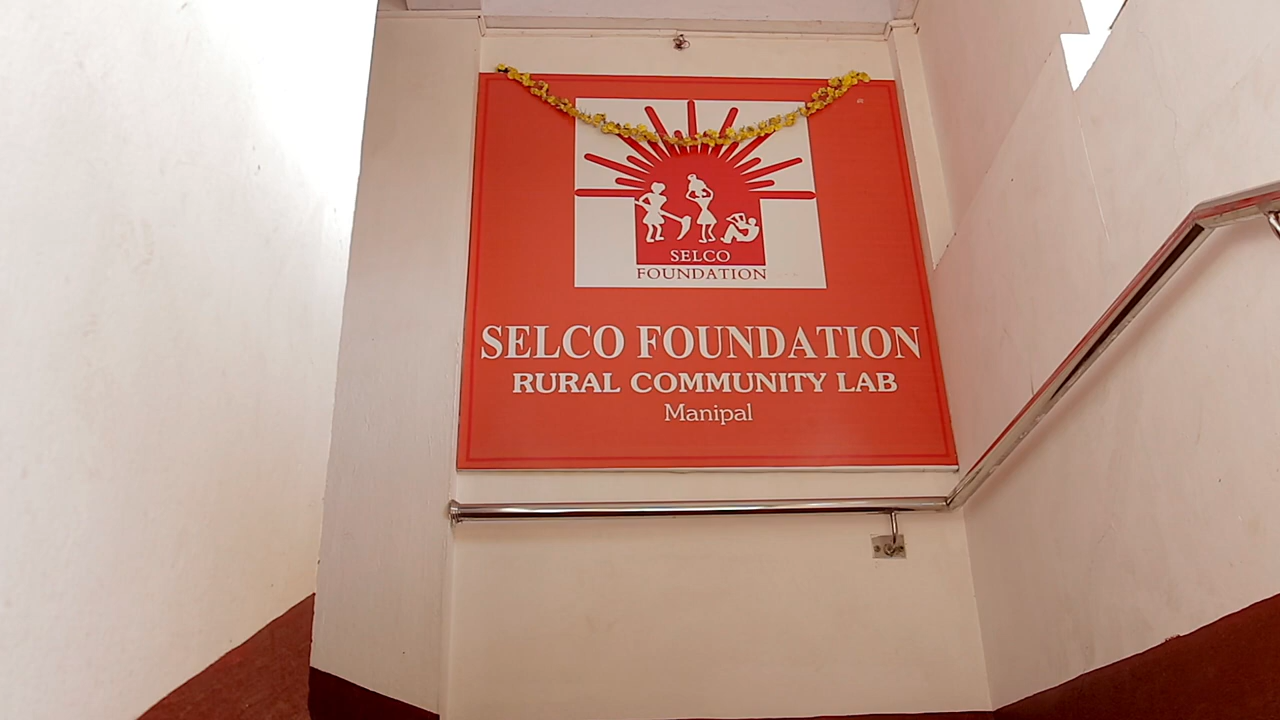 SELCO
FOUNDATION
SELCO FOUNDATION
RURAL COMMUNITY LAB
Manipal